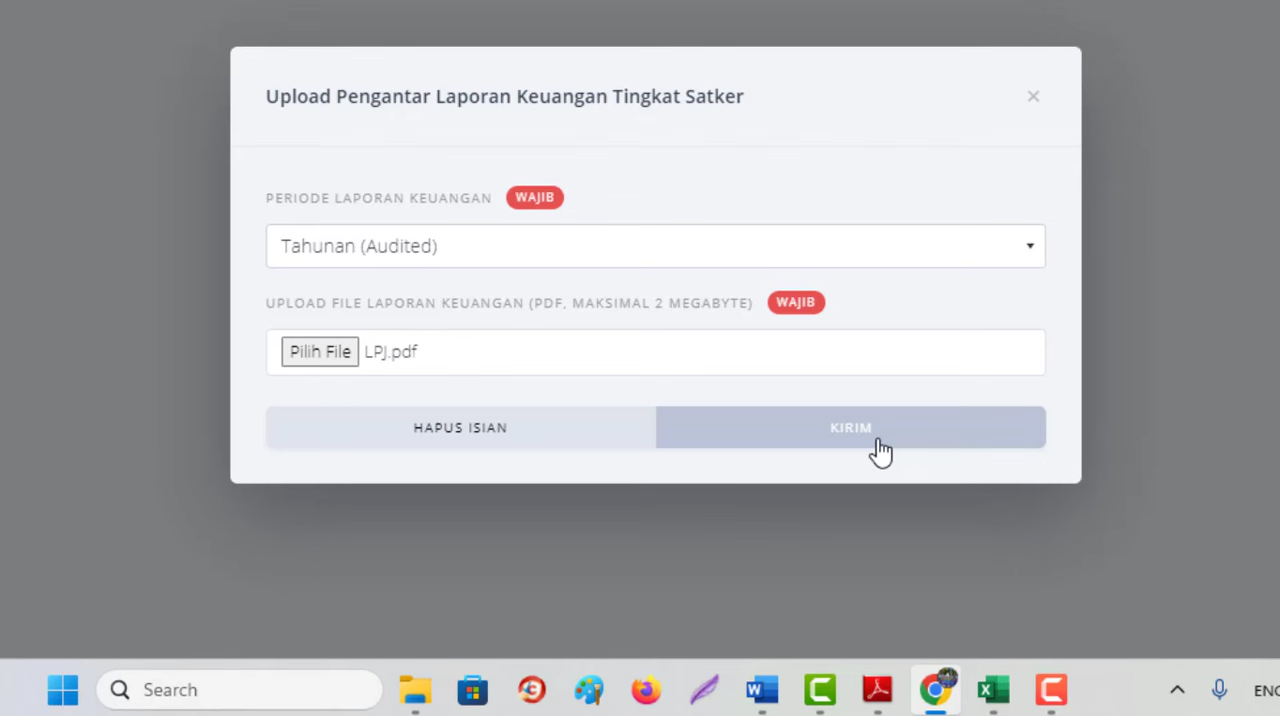 Upload Pengantar Laporan Keuangan Tingkat Satker
×
PERIODE LAPORAN KEUANGAN WAJIB
Tahunan (Audited)
UPLOAD FILE LAPORAN KEUANGAN (PDF, MAKSIMAL 2 MEGABYTE) WAJIB
Pilih File LPJ.pdf
HAPUS ISIAN KIRIM
Search ENG